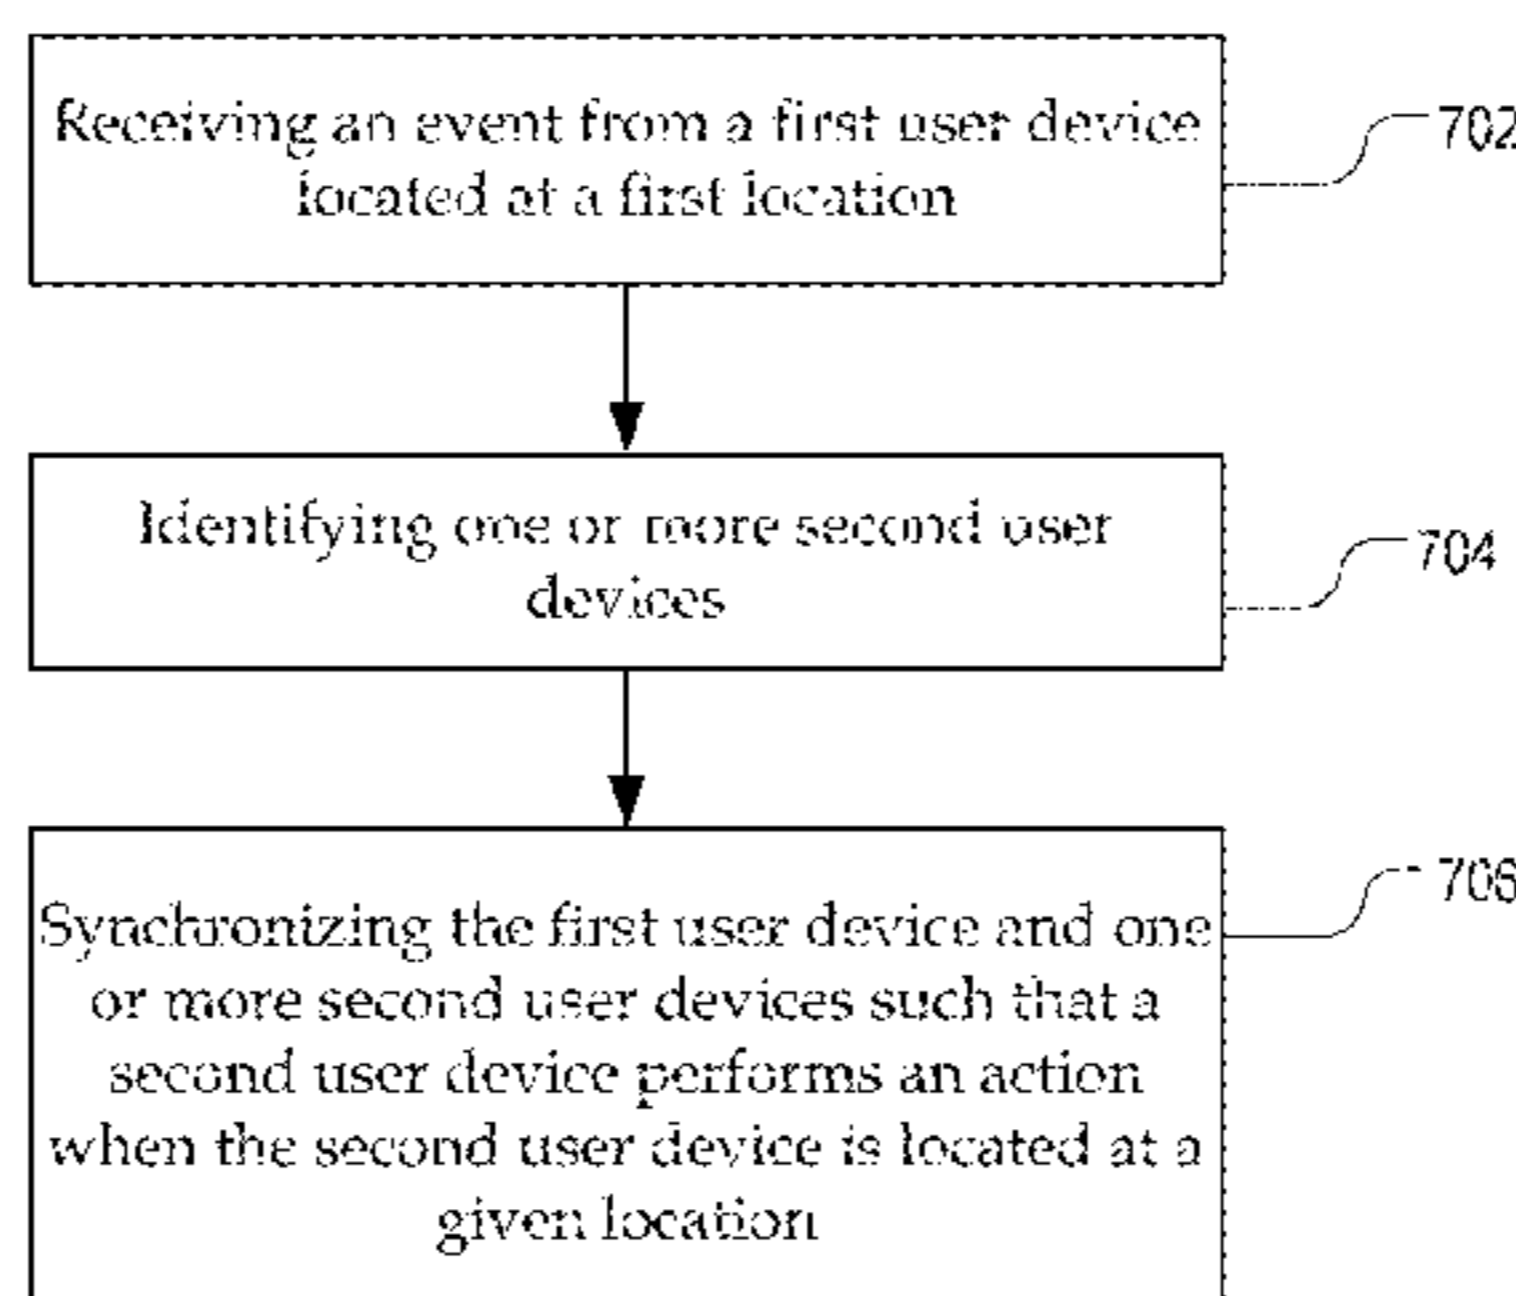 Receiving an event from a first user device
located at a first location
702
Identifying one or more second user
devices
704
Synchronizing the first user device and one
or more second user devices such that a
second user device performs an action
when the second user device is located at a
given location
706